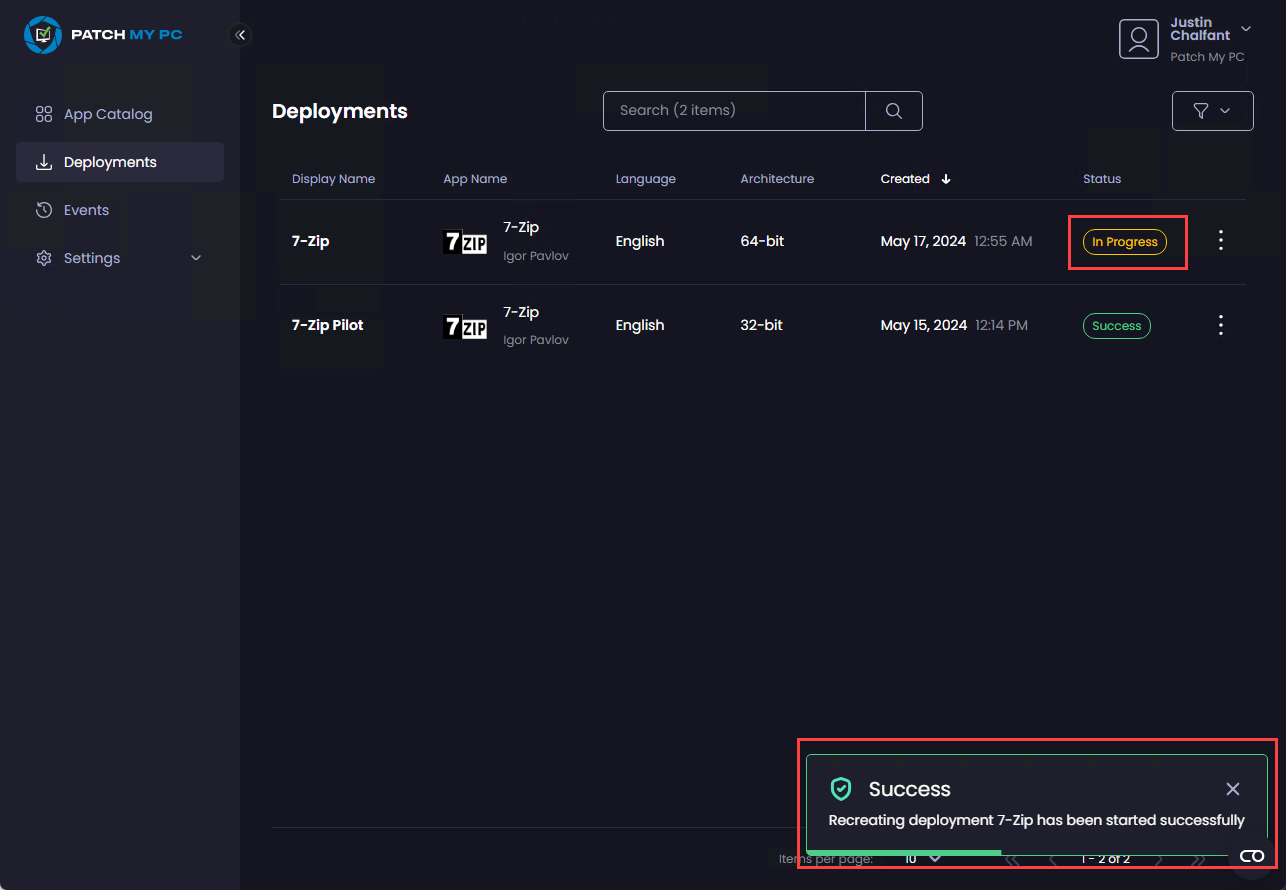 PATCH MY PC
Justin
Chalfant
Patch My PC
App Catalog
Deployments
Events
Settings
Deployments
Search (2 items)
Display Name App Name Language Architecture Created Status
7-Zip 7ZIP 7-Zip Igor Pavlov English 64-bit May 17, 2024 12:55 AM In Progress
7-Zip Pilot 7ZIP 7-Zip Igor Pavlov English 32-bit May 15, 2024 12:14 PM Success
Success
Recreating deployment 7-Zip has been started successfully
Items per page: 10 1 - 2 of 2